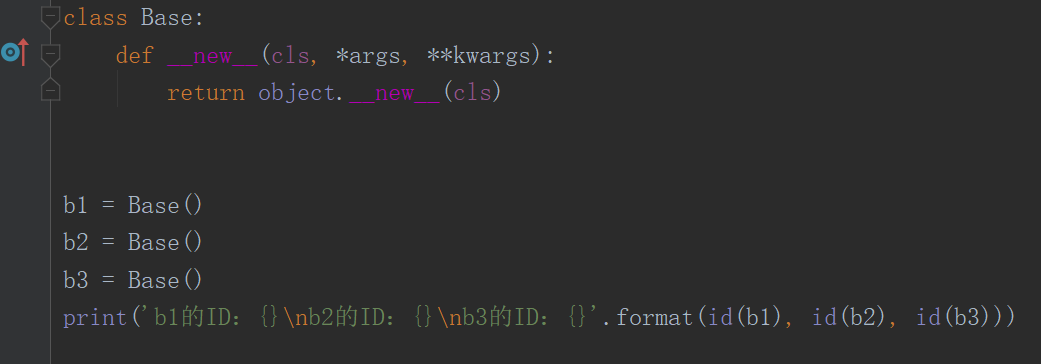 class Base:
    def __new__(cls, *args, **kwargs):
        return object.__new__(cls)
b1 = Base()
b2 = Base()
b3 = Base()
print('b1的ID: {}\nb2的ID: {}\nb3的ID: {}'.format(id(b1), id(b2), id(b3)))